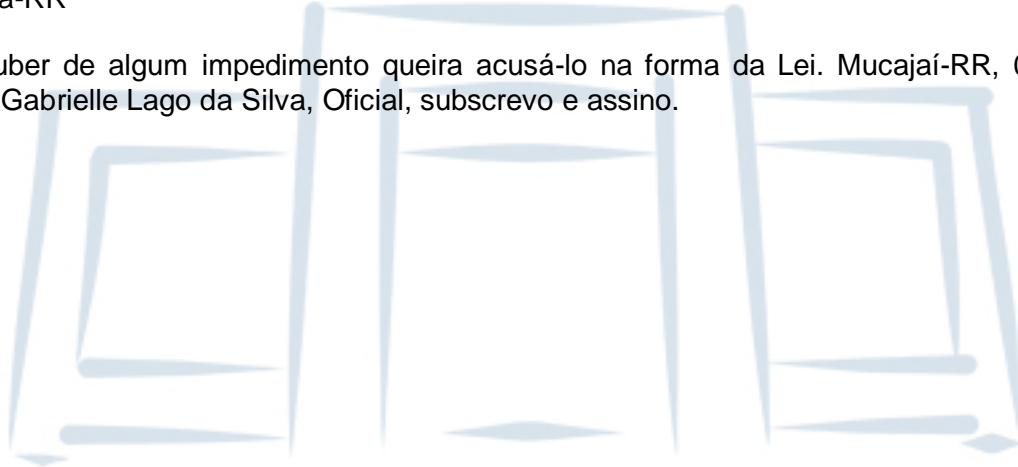 á-RR
uber de algum impedimento queira acusá-lo na forma da Lei. Mucajaí-RR,
Gabrielle Lago da Silva, Oficial, subscrevo e assino.